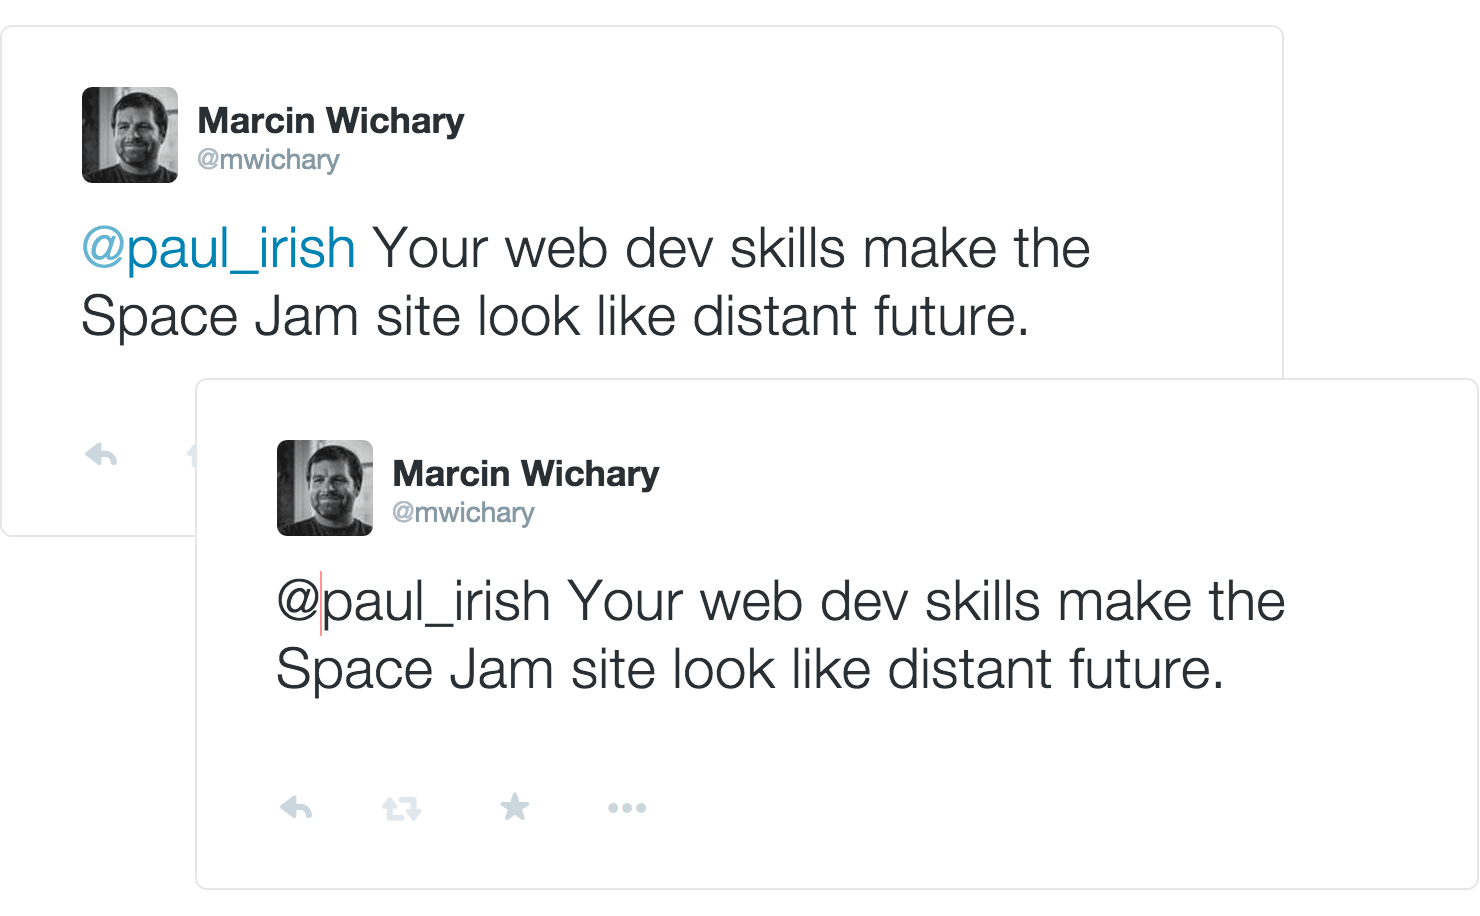 Marcin Wichary
@mwichary
@paul_irish Your web dev skills make the
Space Jam site look like distant future.
Marcin Wichary
@mwichary
@paul_irish Your web dev skills make the
Space Jam site look like distant future.